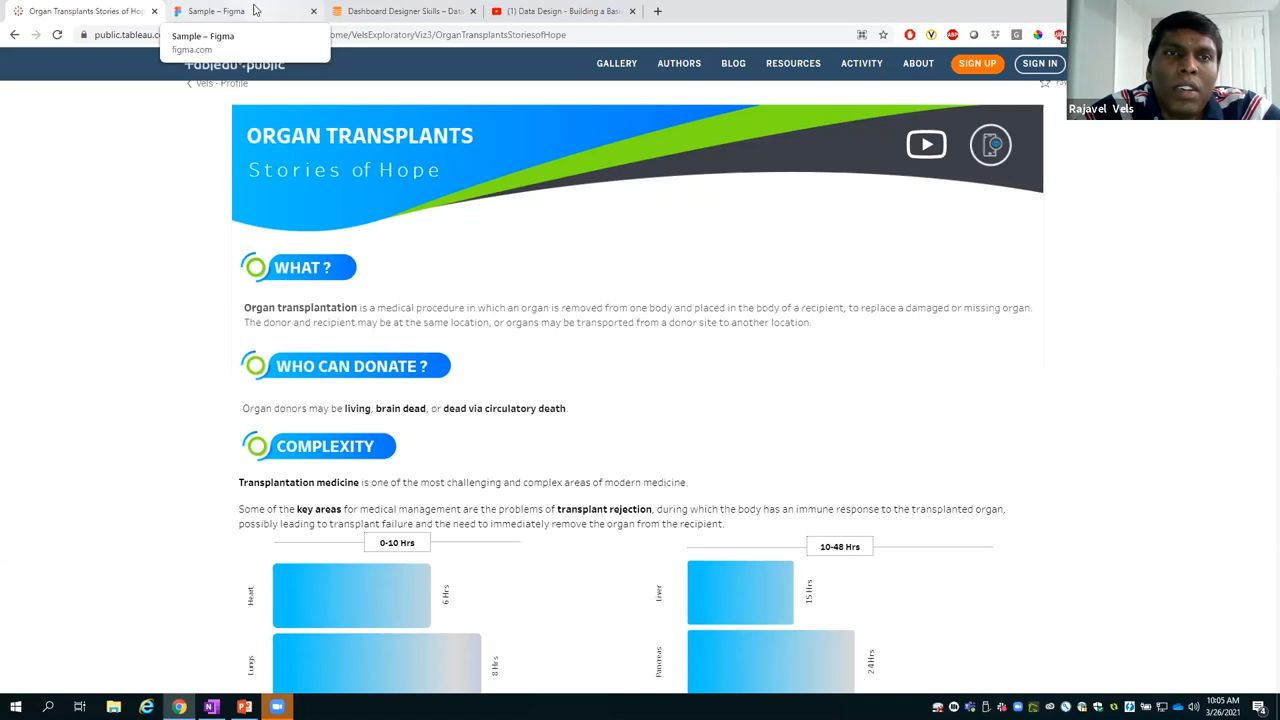 Organ Transplants Stories of Hop
Sample – Figma
Dashboard Designer Skills – Data
(1) Data Design - Building a Basi
Sample – Figma
figma.com
public.tableau.c
ome/VelsExploratoryViz3/OrganTransplantsStoriesofHope
tableau public
GALLERY
AUTHORS
BLOG
RESOURCES
ACTIVITY
ABOUT
SIGN UP
SIGN IN
Vels - Profile
Rajavel Vels
ORGAN TRANSPLANTS
Stories of Hope
WHAT ?
Organ transplantation is a medical procedure in which an organ is removed from one body and placed in the body of a recipient, to replace a damaged or missing organ.
The donor and recipient may be at the same location, or organs may be transported from a donor site to another location.
WHO CAN DONATE ?
Organ donors may be living, brain dead, or dead via circulatory death.
COMPLEXITY
Transplantation medicine is one of the most challenging and complex areas of modern medicine.
Some of the key areas for medical management are the problems of transplant rejection, during which the body has an immune response to the transplanted organ,
possibly leading to transplant failure and the need to immediately remove the organ from the recipient.
0-10 Hrs
10-48 Hrs
Heart
6 Hrs
Liver
15 Hrs
Lungs
8 Hrs
Pancreas
24 Hrs
10:05 AM
3/26/2021
4